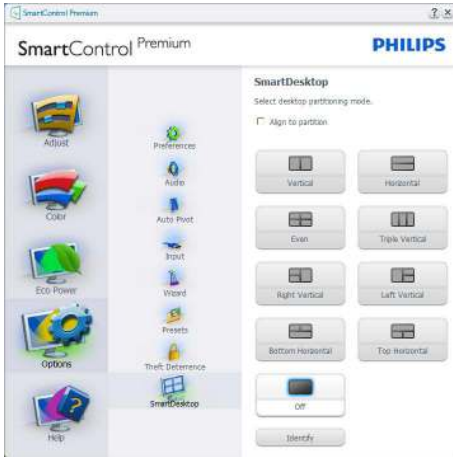 SmartControl Premium
SmartControl Premium
PHILIPS
Adjust
Color
Eco Power
Options
Help
Preferences
Audio
Auto Pivot
Input
Wizard
Presets
Theft Deterrence
SmartDesktop
SmartDesktop
Select desktop partitioning mode.
Align to partition
Vertical
Horizontal
Even
Triple Vertical
Right Vertical
Left Vertical
Bottom Horizontal
Top Horizontal
Off
Identify